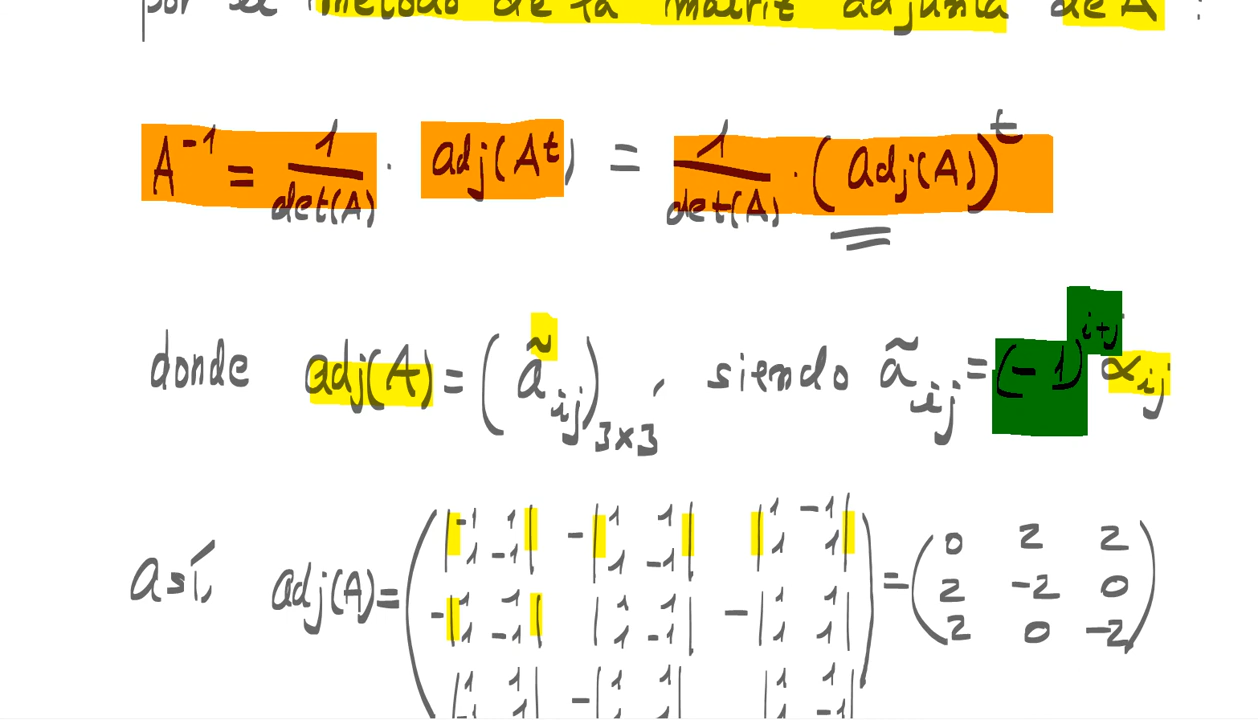 por el método de la matriz adjunta de A :
A⁻¹ = 1/det(A) · adj(Aᵗ) = 1/det(A) · (adj(A))ᵗ
donde adj(A) = (ã_ij)_3×3, siendo ã_ij = (-1)^(i+j) α_ij
así, adj(A) = ( |-1 1; 1 -1| -|1 1; 1 -1| |1 -1; 1 1| ; -|1 1; 1 -1| |1 1; 1 -1| -|1 1; 1 1| ; |1 1; -1 1| -|1 1; 1 1| |1 1; 1 -1| ) = ( 0 2 2 ; 2 -2 0 ; 2 0 -2 )